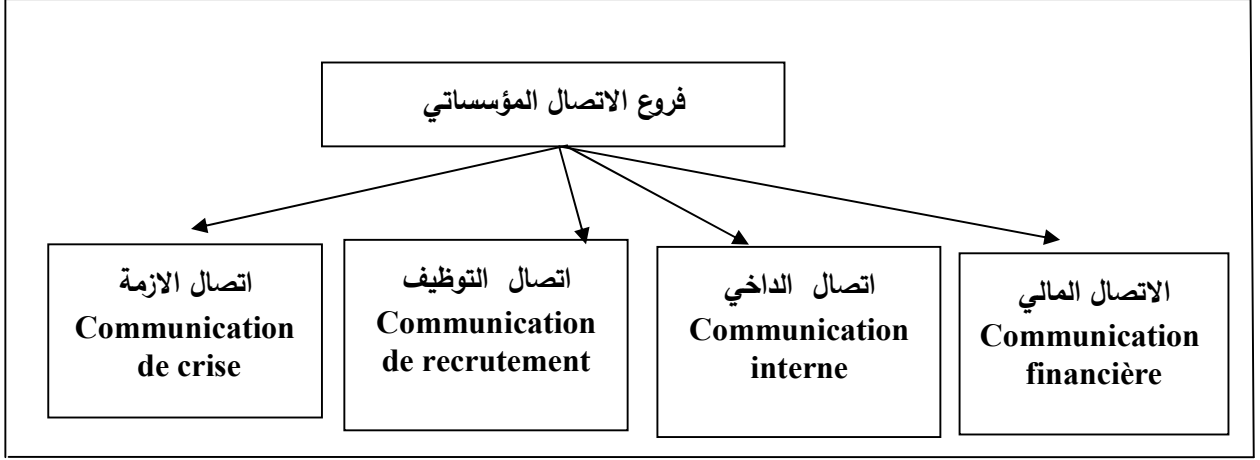 فروع الاتصال المؤسساتي
الاتصال المالي
Communication
financière
اتصال الداخي
Communication
interne
اتصال التوظيف
Communication
de recrutement
اتصال الازمة
Communication
de crise